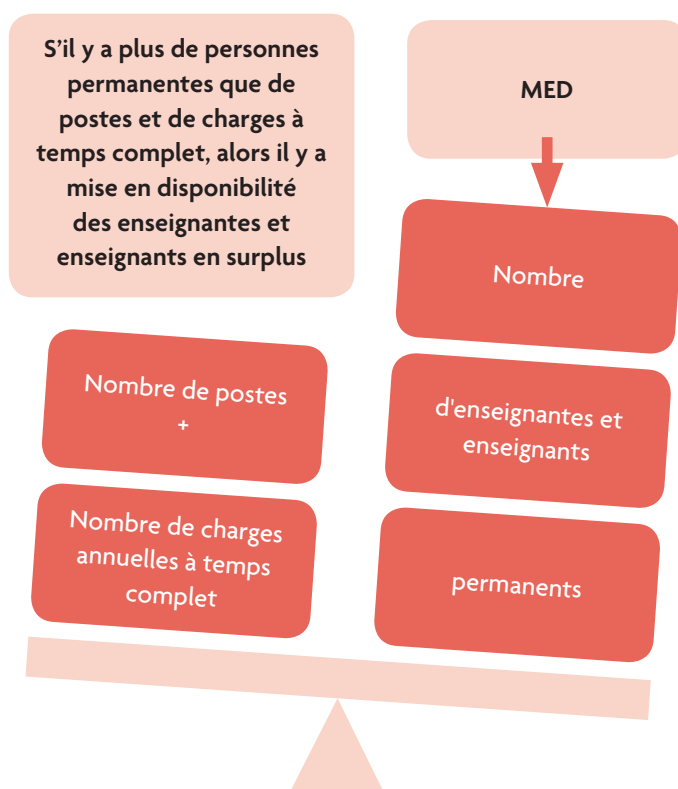 S’il y a plus de personnes
permanentes que de
postes et de charges à
temps complet, alors il y a
mise en disponibilité
des enseignantes et
enseignants en surplus
MED
Nombre
d'enseignantes et
enseignants
permanents
Nombre de postes
+
Nombre de charges
annuelles à temps
complet